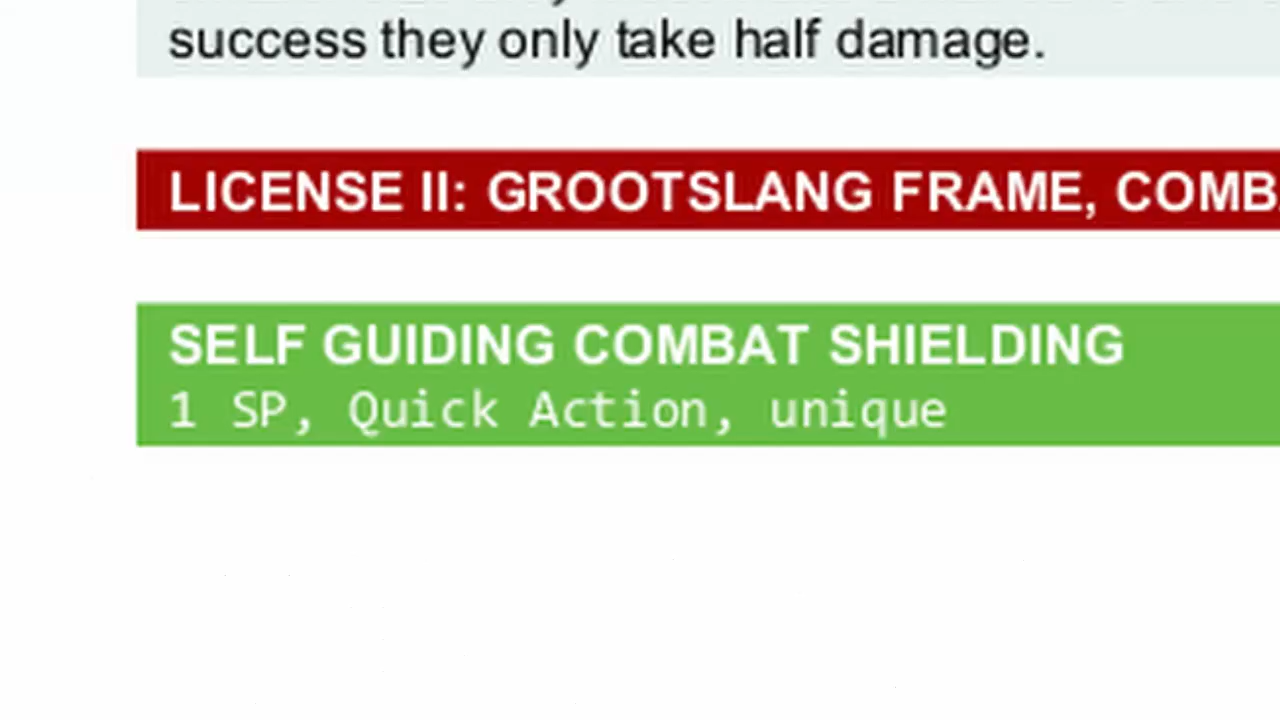 success they only take half damage.
LICENSE II: GROOTSLANG FRAME,
SELF GUIDING COMBAT SHIELDING
1 SP, Quick Action, unique